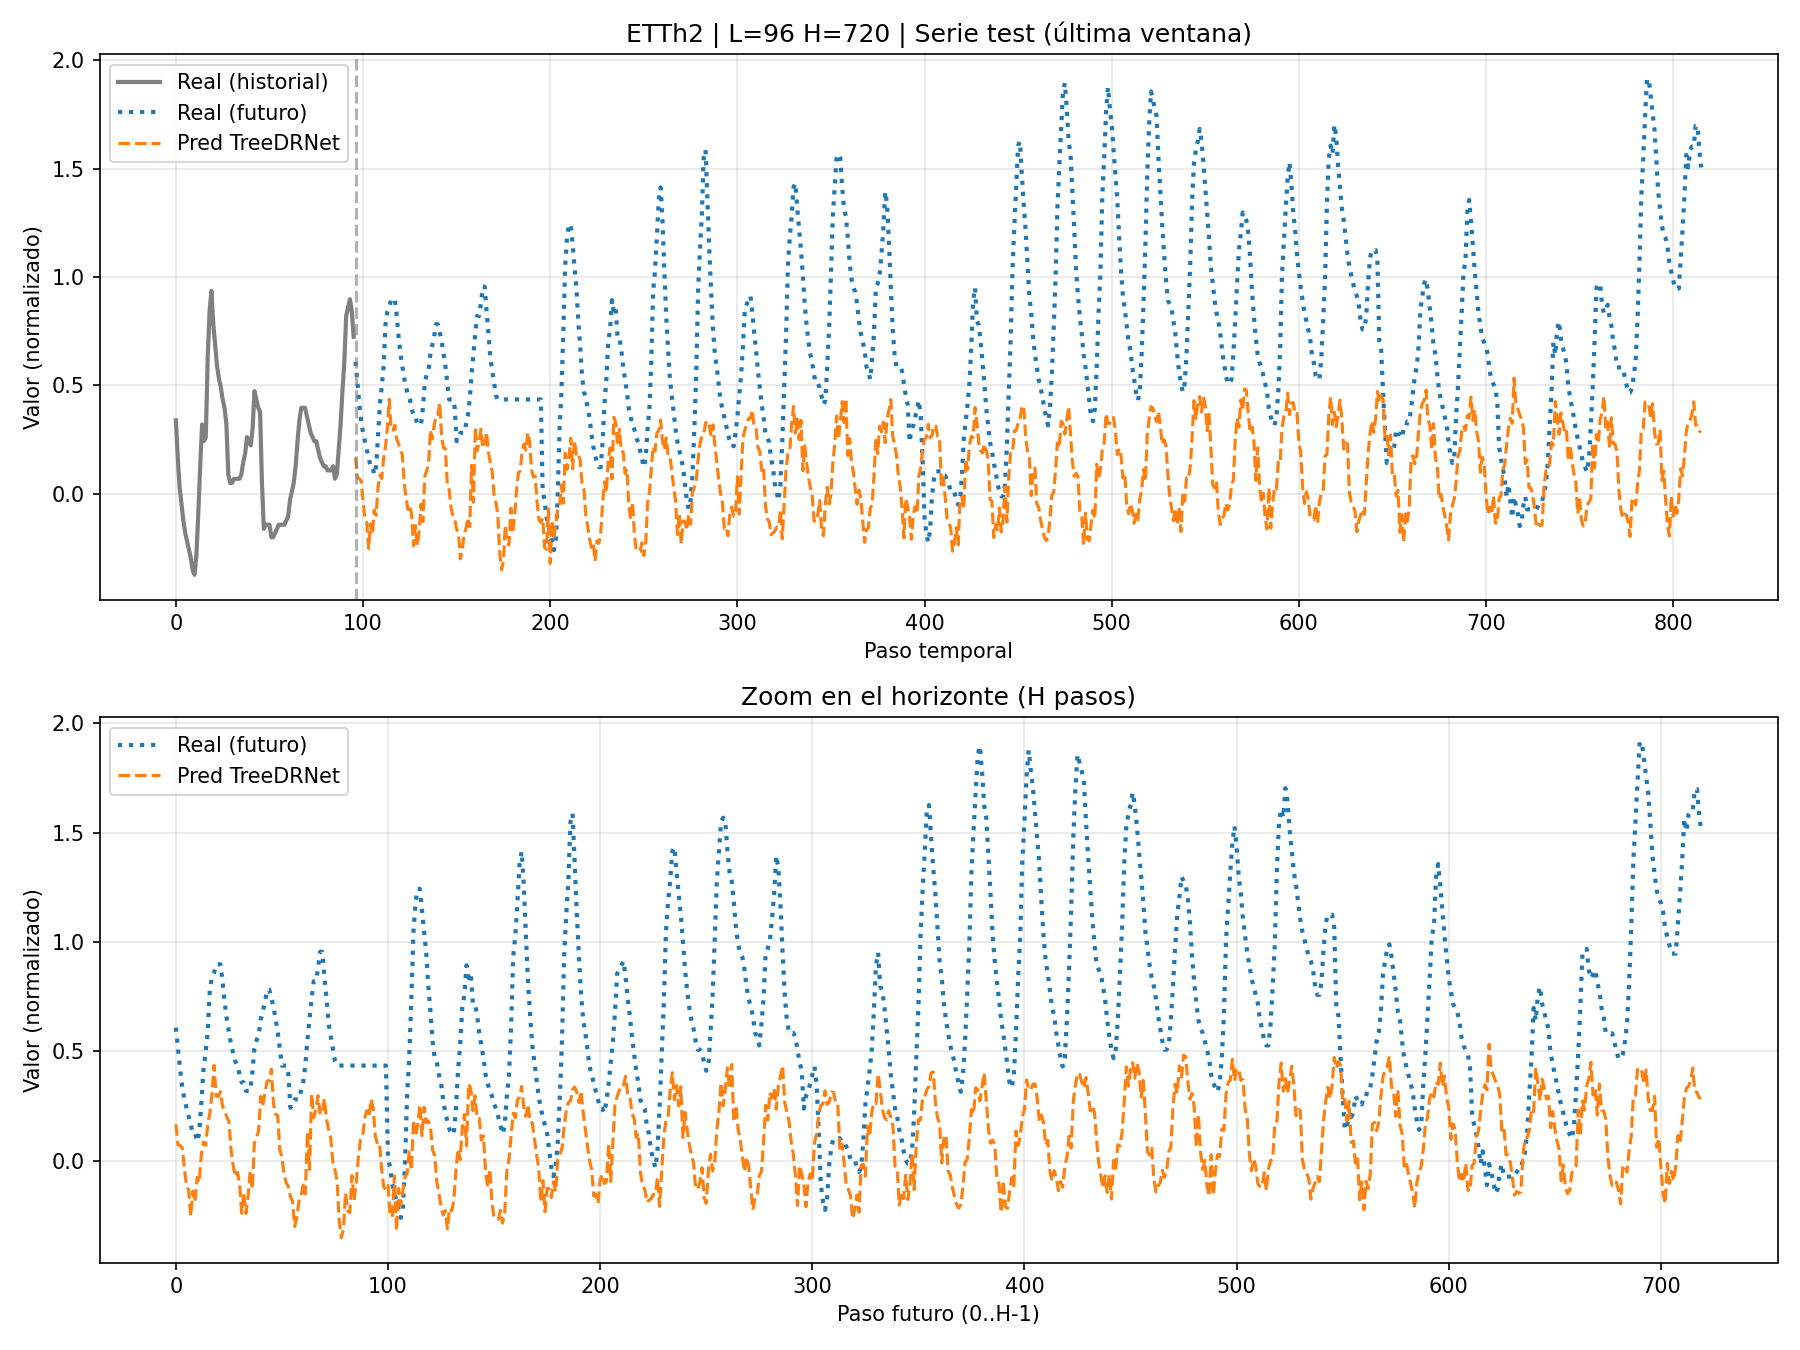 ETTh2 | L=96 H=720 | Serie test (última ventana)
Real (historial)
Real (futuro)
Pred TreeDRNet
Valor (normalizado)
2.0
1.5
1.0
0.5
0.0
0 100 200 300 400 500 600 700 800
Paso temporal
Zoom en el horizonte (H pasos)
Real (futuro)
Pred TreeDRNet
Valor (normalizado)
2.0
1.5
1.0
0.5
0.0
0 100 200 300 400 500 600 700
Paso futuro (0..H-1)